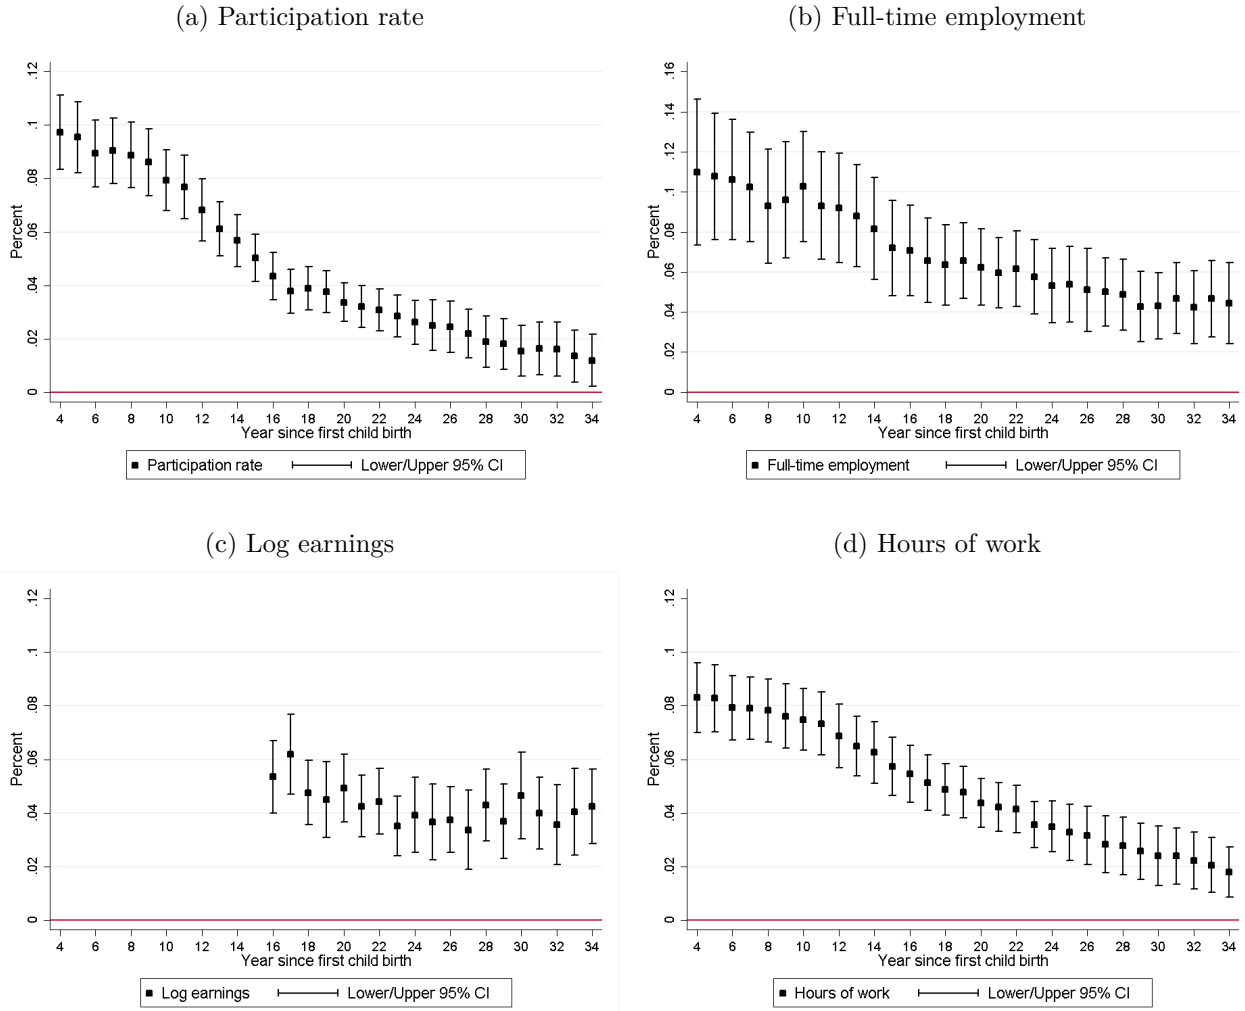 (a) Participation rate
Percent
.12
.1
.08
.06
.04
.02
0
4 6 8 10 12 14 16 18 20 22 24 26 28 30 32 34
Year since first child birth
Participation rate Lower/Upper 95% CI
(b) Full-time employment
Percent
.16
.14
.12
.1
.08
.06
.04
.02
0
4 6 8 10 12 14 16 18 20 22 24 26 28 30 32 34
Year since first child birth
Full-time employment Lower/Upper 95% CI
(c) Log earnings
Percent
.12
.1
.08
.06
.04
.02
0
4 6 8 10 12 14 16 18 20 22 24 26 28 30 32 34
Year since first child birth
Log earnings Lower/Upper 95% CI
(d) Hours of work
Percent
.12
.1
.08
.06
.04
.02
0
4 6 8 10 12 14 16 18 20 22 24 26 28 30 32 34
Year since first child birth
Hours of work Lower/Upper 95% CI